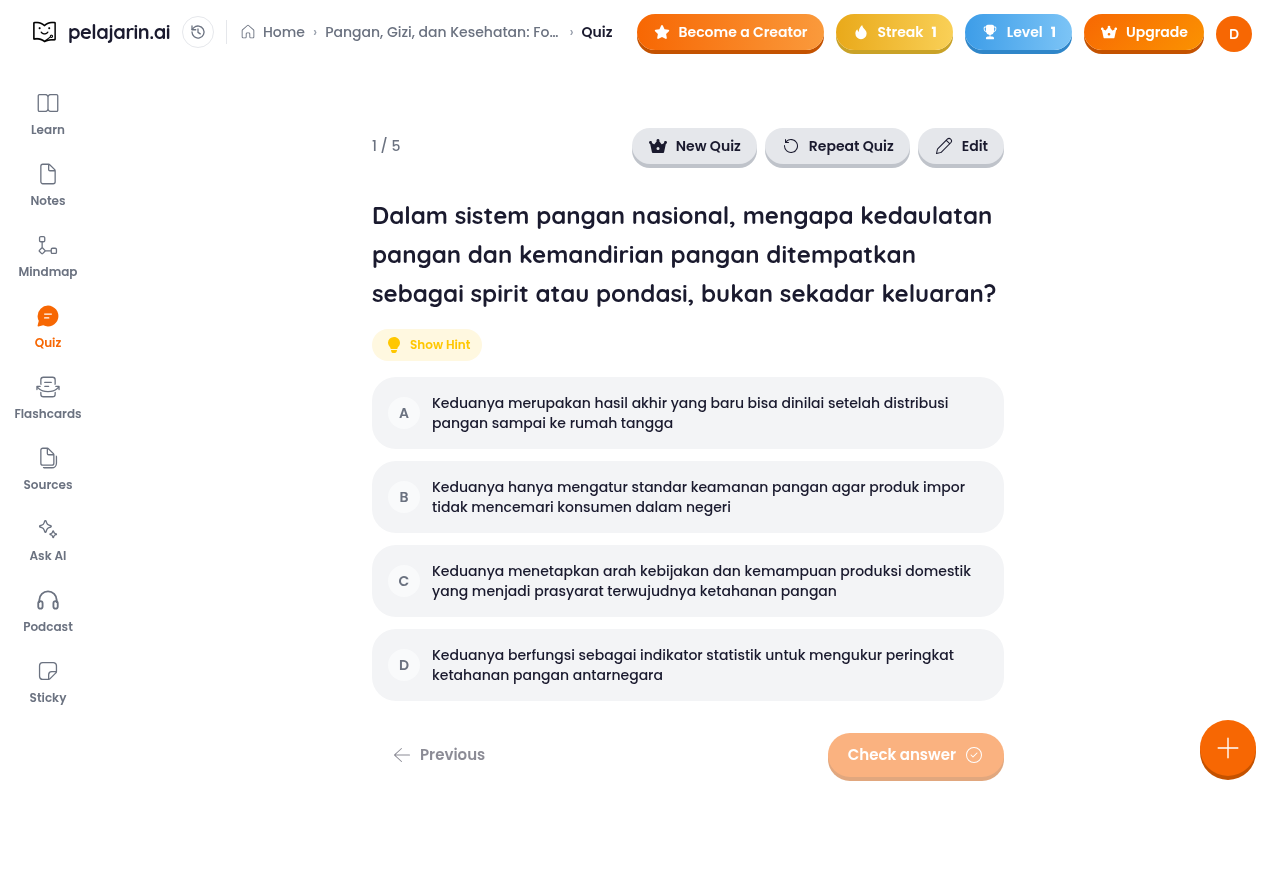 pelajarin.ai
Home › Pangan, Gizi, dan Kesehatan: Fo... › Quiz
Become a Creator
Streak 1
Level 1
Upgrade
D
Learn
Notes
Mindmap
Quiz
Flashcards
Sources
Ask AI
Podcast
Sticky
1 / 5
New Quiz
Repeat Quiz
Edit
Dalam sistem pangan nasional, mengapa kedaulatan
pangan dan kemandirian pangan ditempatkan
sebagai spirit atau pondasi, bukan sekadar keluaran?
Show Hint
A
Keduanya merupakan hasil akhir yang baru bisa dinilai setelah distribusi
pangan sampai ke rumah tangga
B
Keduanya hanya mengatur standar keamanan pangan agar produk impor
tidak mencemari konsumen dalam negeri
C
Keduanya menetapkan arah kebijakan dan kemampuan produksi domestik
yang menjadi prasyarat terwujudnya ketahanan pangan
D
Keduanya berfungsi sebagai indikator statistik untuk mengukur peringkat
ketahanan pangan antarnegara
Previous
Check answer